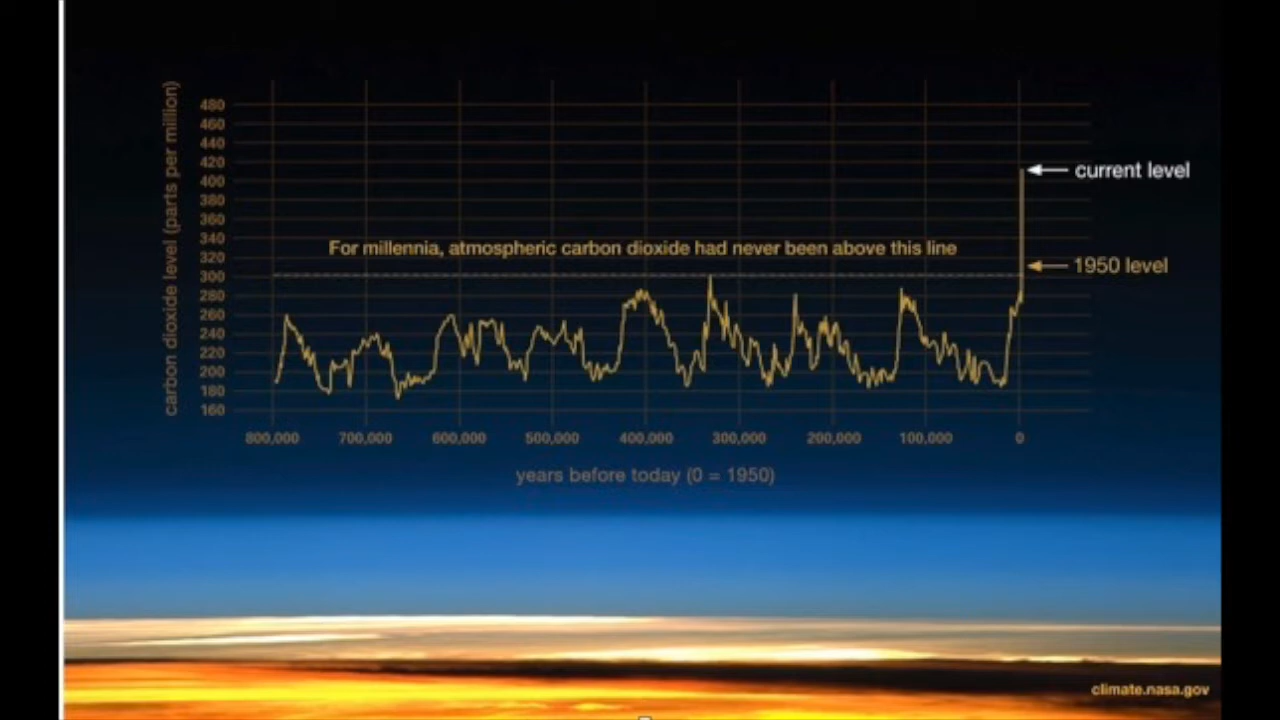 carbon dioxide level (parts per million)
480
460
440
420
400
380
360
340
320
300
280
260
240
220
200
180
160
current level
For millennia, atmospheric carbon dioxide had never been above this line
1950 level
800,000 700,000 600,000 500,000 400,000 300,000 200,000 100,000 0
years before today (0 = 1950)
climate.nasa.gov